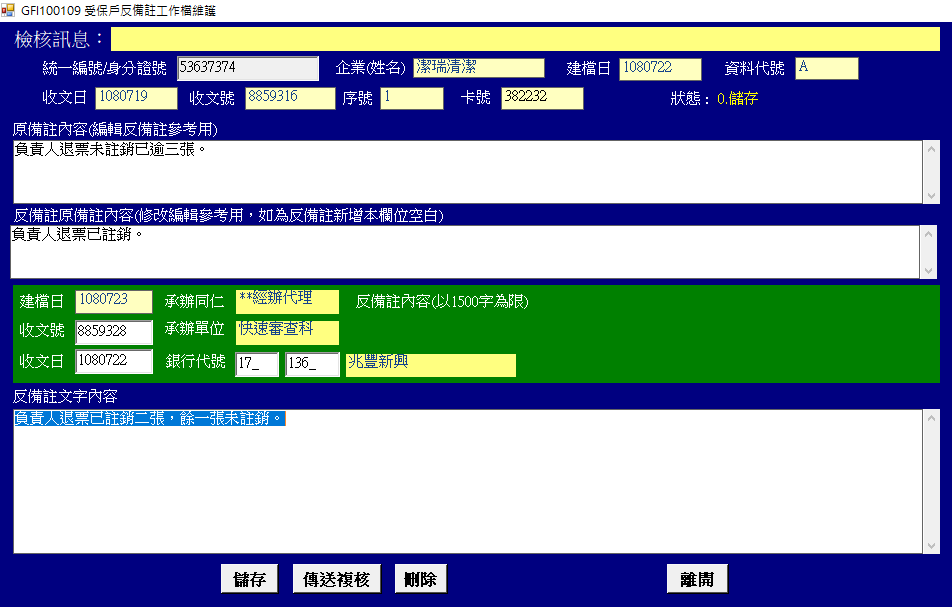 GFI100109 受保戶反備註工作檔維護
檢核訊息：
統一編號/身分證號 53637374 企業(姓名) 潔瑞清潔 建檔日 1080722 資料代號 A
收文日 1080719 收文號 8859316 序號 1 卡號 382232 狀態： 0.儲存
原備註內容(編輯反備註參考用)
負責人退票未註銷已逾三張。
反備註原備註內容(修改編輯參考用，如為反備註新增本欄位空白)
負責人退票已註銷。
建檔日 1080723 承辦同仁 **經辦代理 反備註內容(以1500字為限)
收文號 8859328 承辦單位 快速審查科
收文日 1080722 銀行代號 17_ 136_ 兆豐新興
反備註文字內容
負責人退票已註銷二張，餘一張未註銷。
儲存 傳送複核 刪除 離開